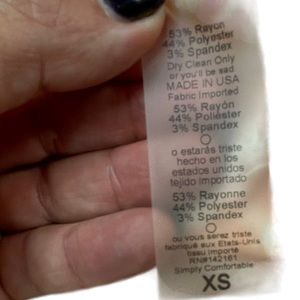 53% Rayon
44% Polyester
3% Spandex
Dry Clean Only
or you'll be sad
MADE IN USA
Fabric Imported
53% Rayón
44% Poliéster
3% Spandex
o estarás triste
hecho en los
estados unidos
tejido importado
53% Rayonne
44% Polyester
3% Spandex
ou vous serez triste
fabriqué aux Etats-Unis
tissu importé
RN#142161
Simply Comfortable
XS